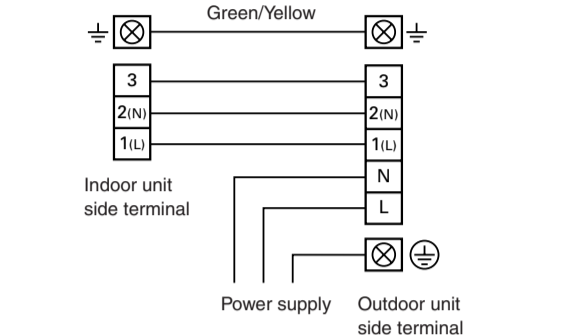 Green/Yellow
3
3
2(N)
2(N)
1(L)
1(L)
N
L
Indoor unit
side terminal
Power supply
Outdoor unit
side terminal